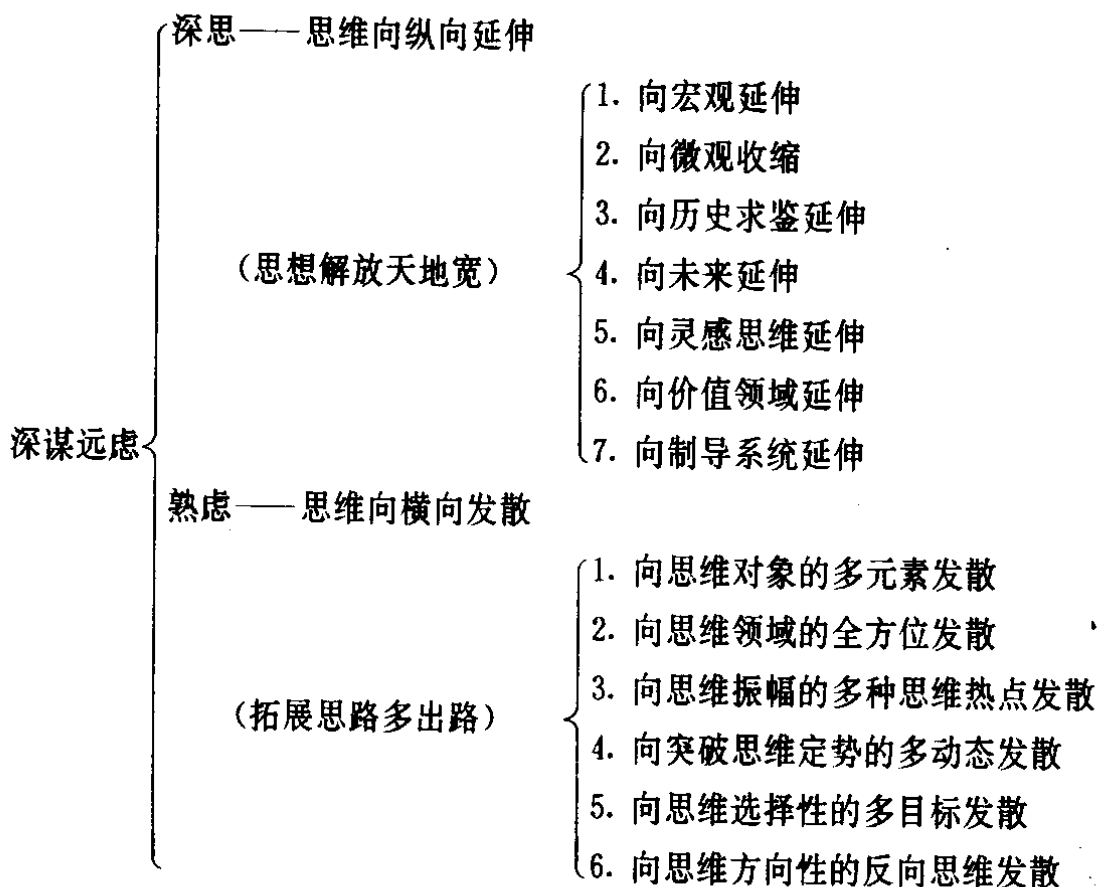 深思——思维向纵向延伸
1. 向宏观延伸
2. 向微观收缩
3. 向历史求鉴延伸
(思想解放天地宽)
4. 向未来延伸
5. 向灵感思维延伸
6. 向价值领域延伸
7. 向制导系统延伸
深谋远虑
熟虑——思维向横向发散
1. 向思维对象的多元素发散
2. 向思维领域的全方位发散
3. 向思维振幅的多种思维热点发散
(拓展思路多出路)
4. 向突破思维定势的多动态发散
5. 向思维选择性的多目标发散
6. 向思维方向性的反向思维发散